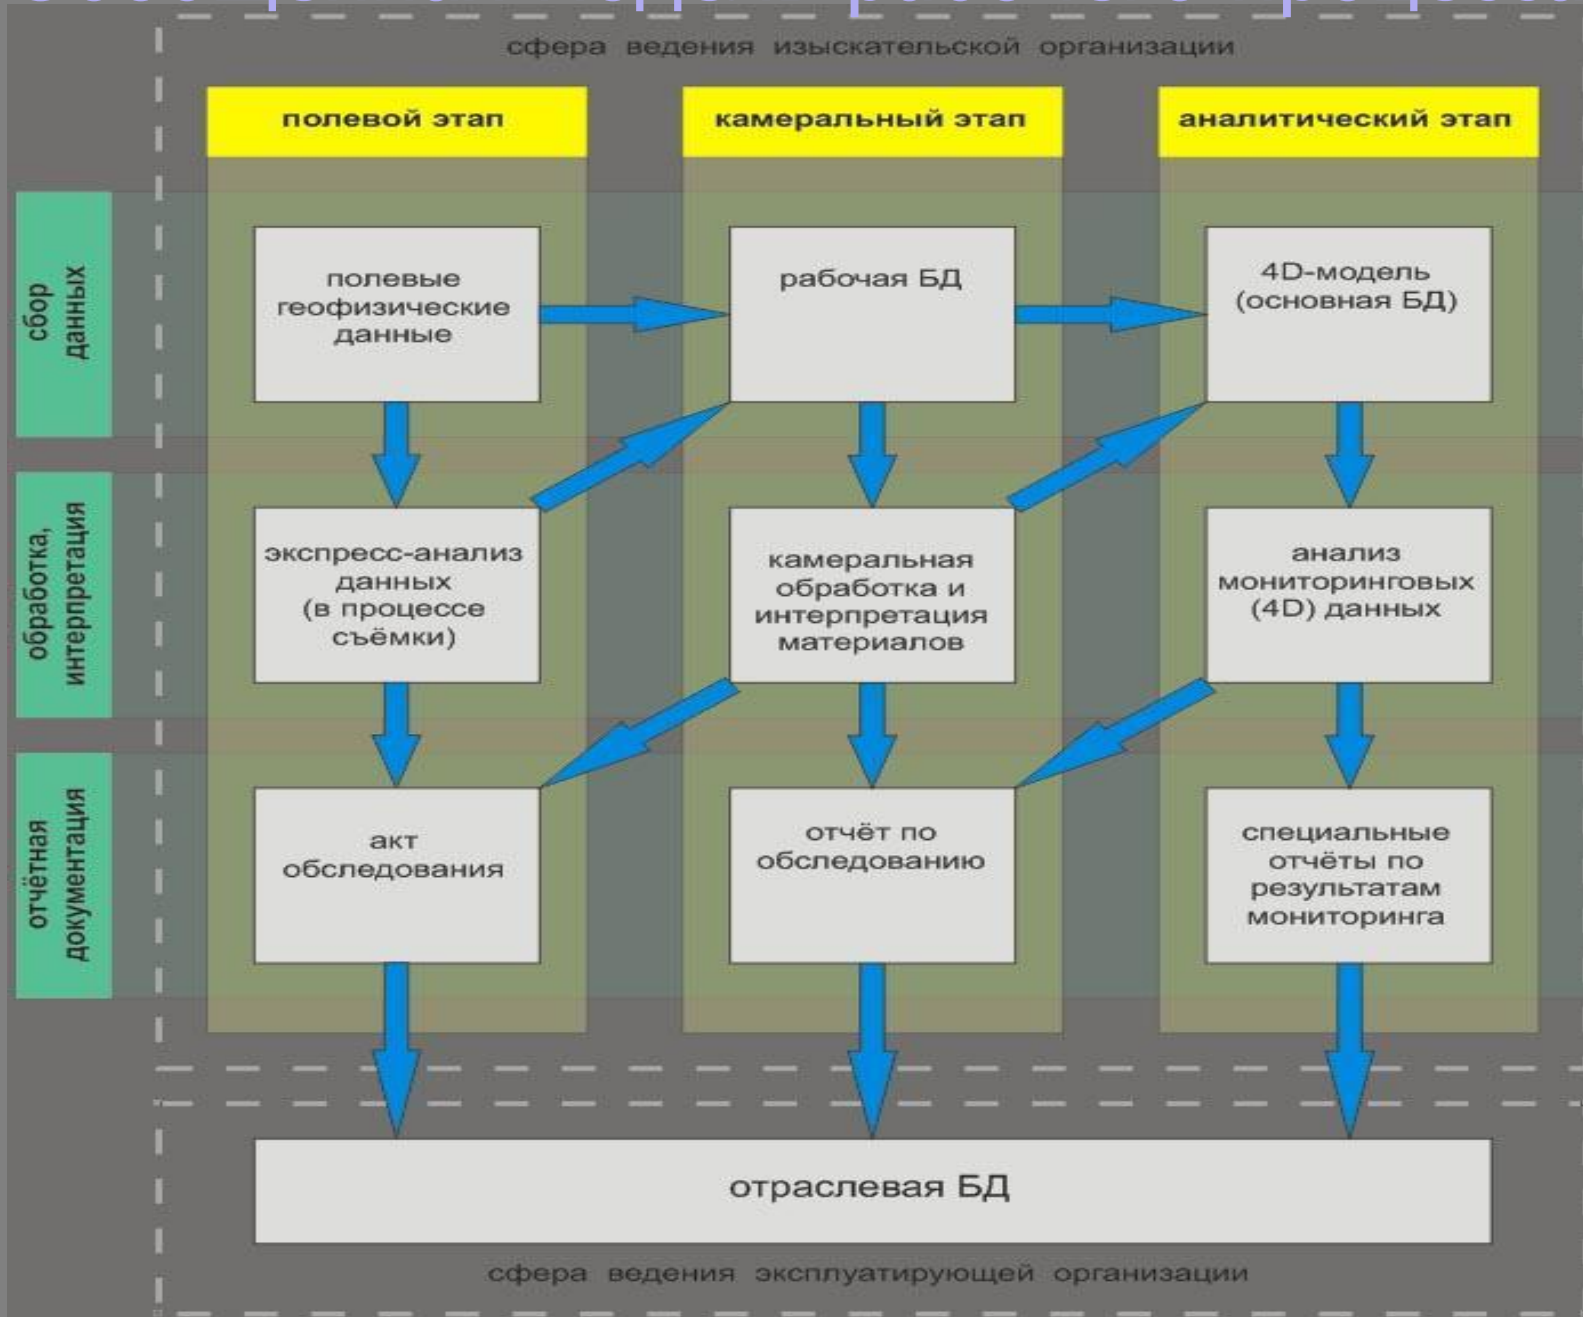 сфера ведения изыскательской организации
полевой этап
камеральный этап
аналитический этап
сбор
данных
полевые
геофизические
данные
рабочая БД
4D-модель
(основная БД)
обработка,
интерпретация
экспресс-анализ
данных
(в процессе
съёмки)
камеральная
обработка и
интерпретация
материалов
анализ
мониторинговых
(4D) данных
отчётная
документация
акт
обследования
отчёт по
обследованию
специальные
отчёты по
результатам
мониторинга
отраслевая БД
сфера ведения эксплуатирующей организации